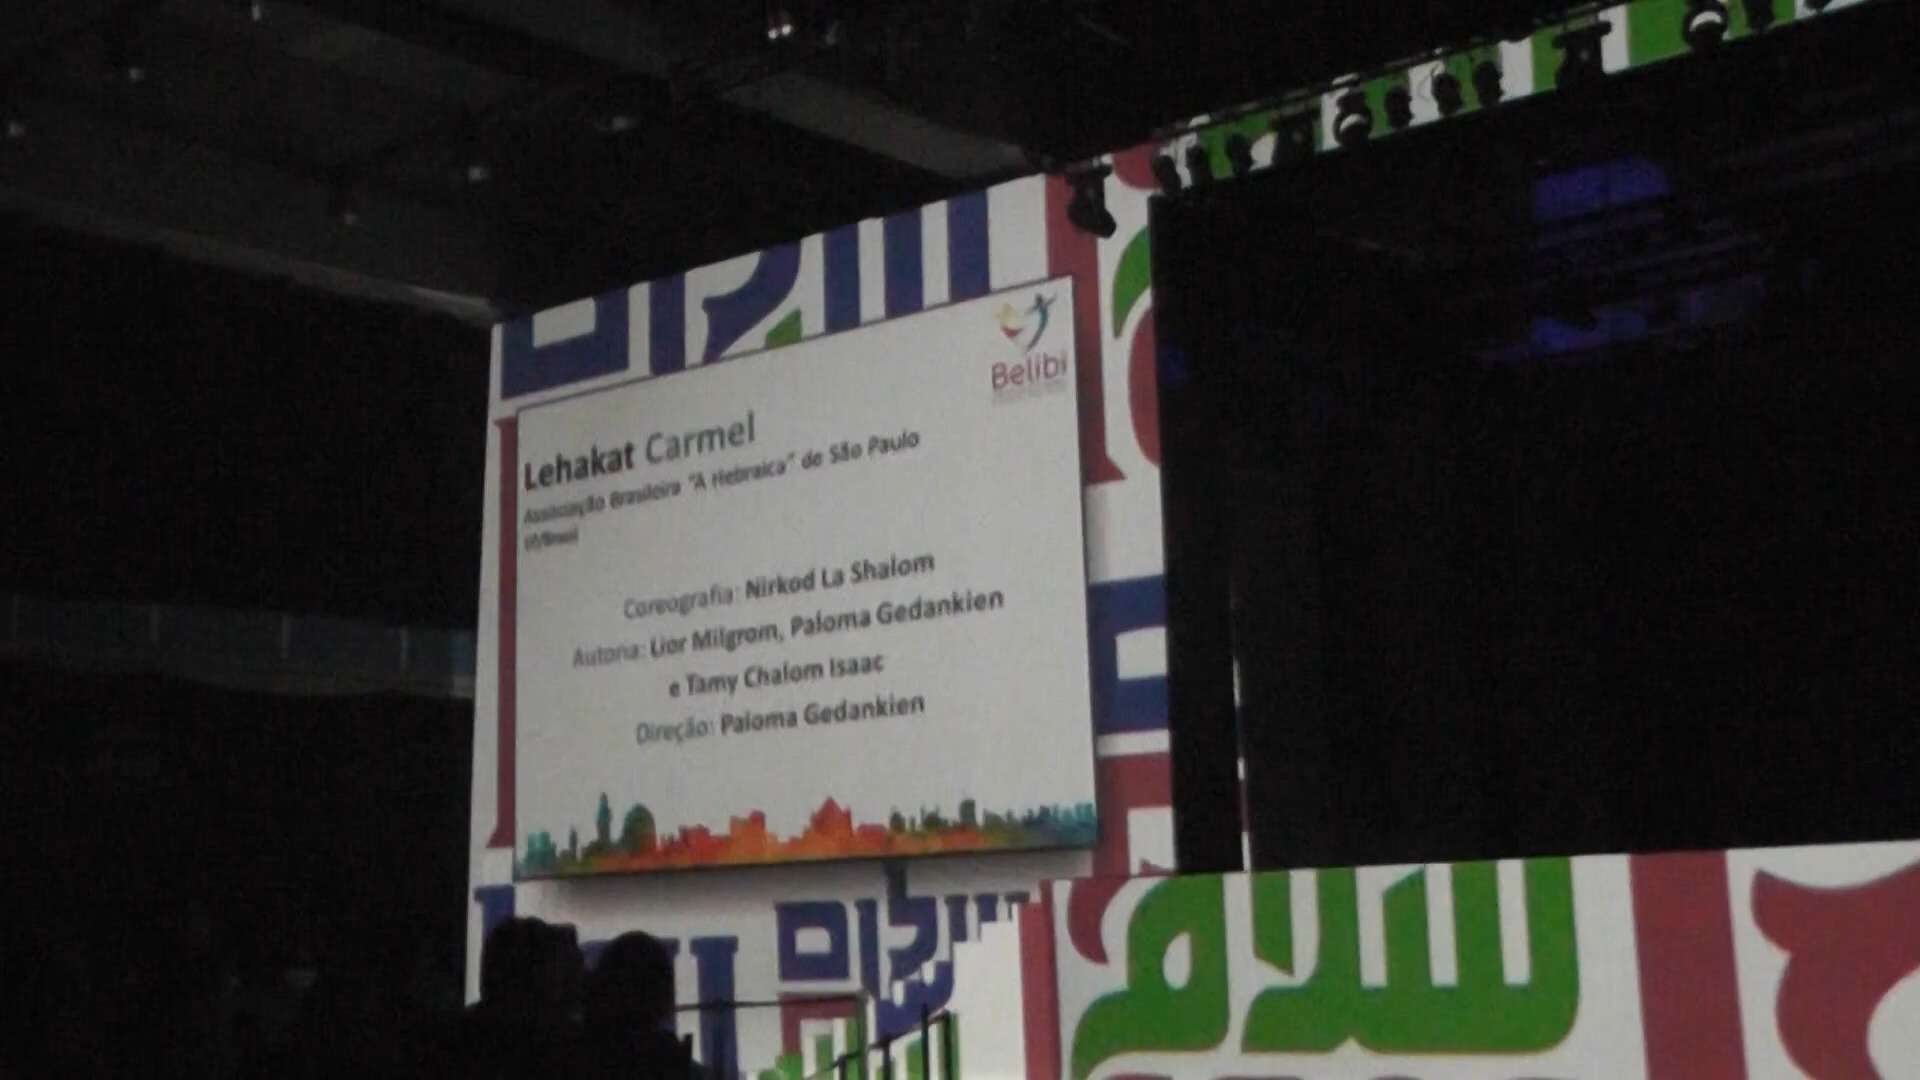 שלום
Belibi
Lehakat Carmel
Associação Brasileira "A Hebraica" de São Paulo
Coreografia: Nirkod La Shalom
Autoria: Lior Milgrom, Paloma Gedankien
e Tamy Chalom Isaac
Direção: Paloma Gedankien
שלום
سلام